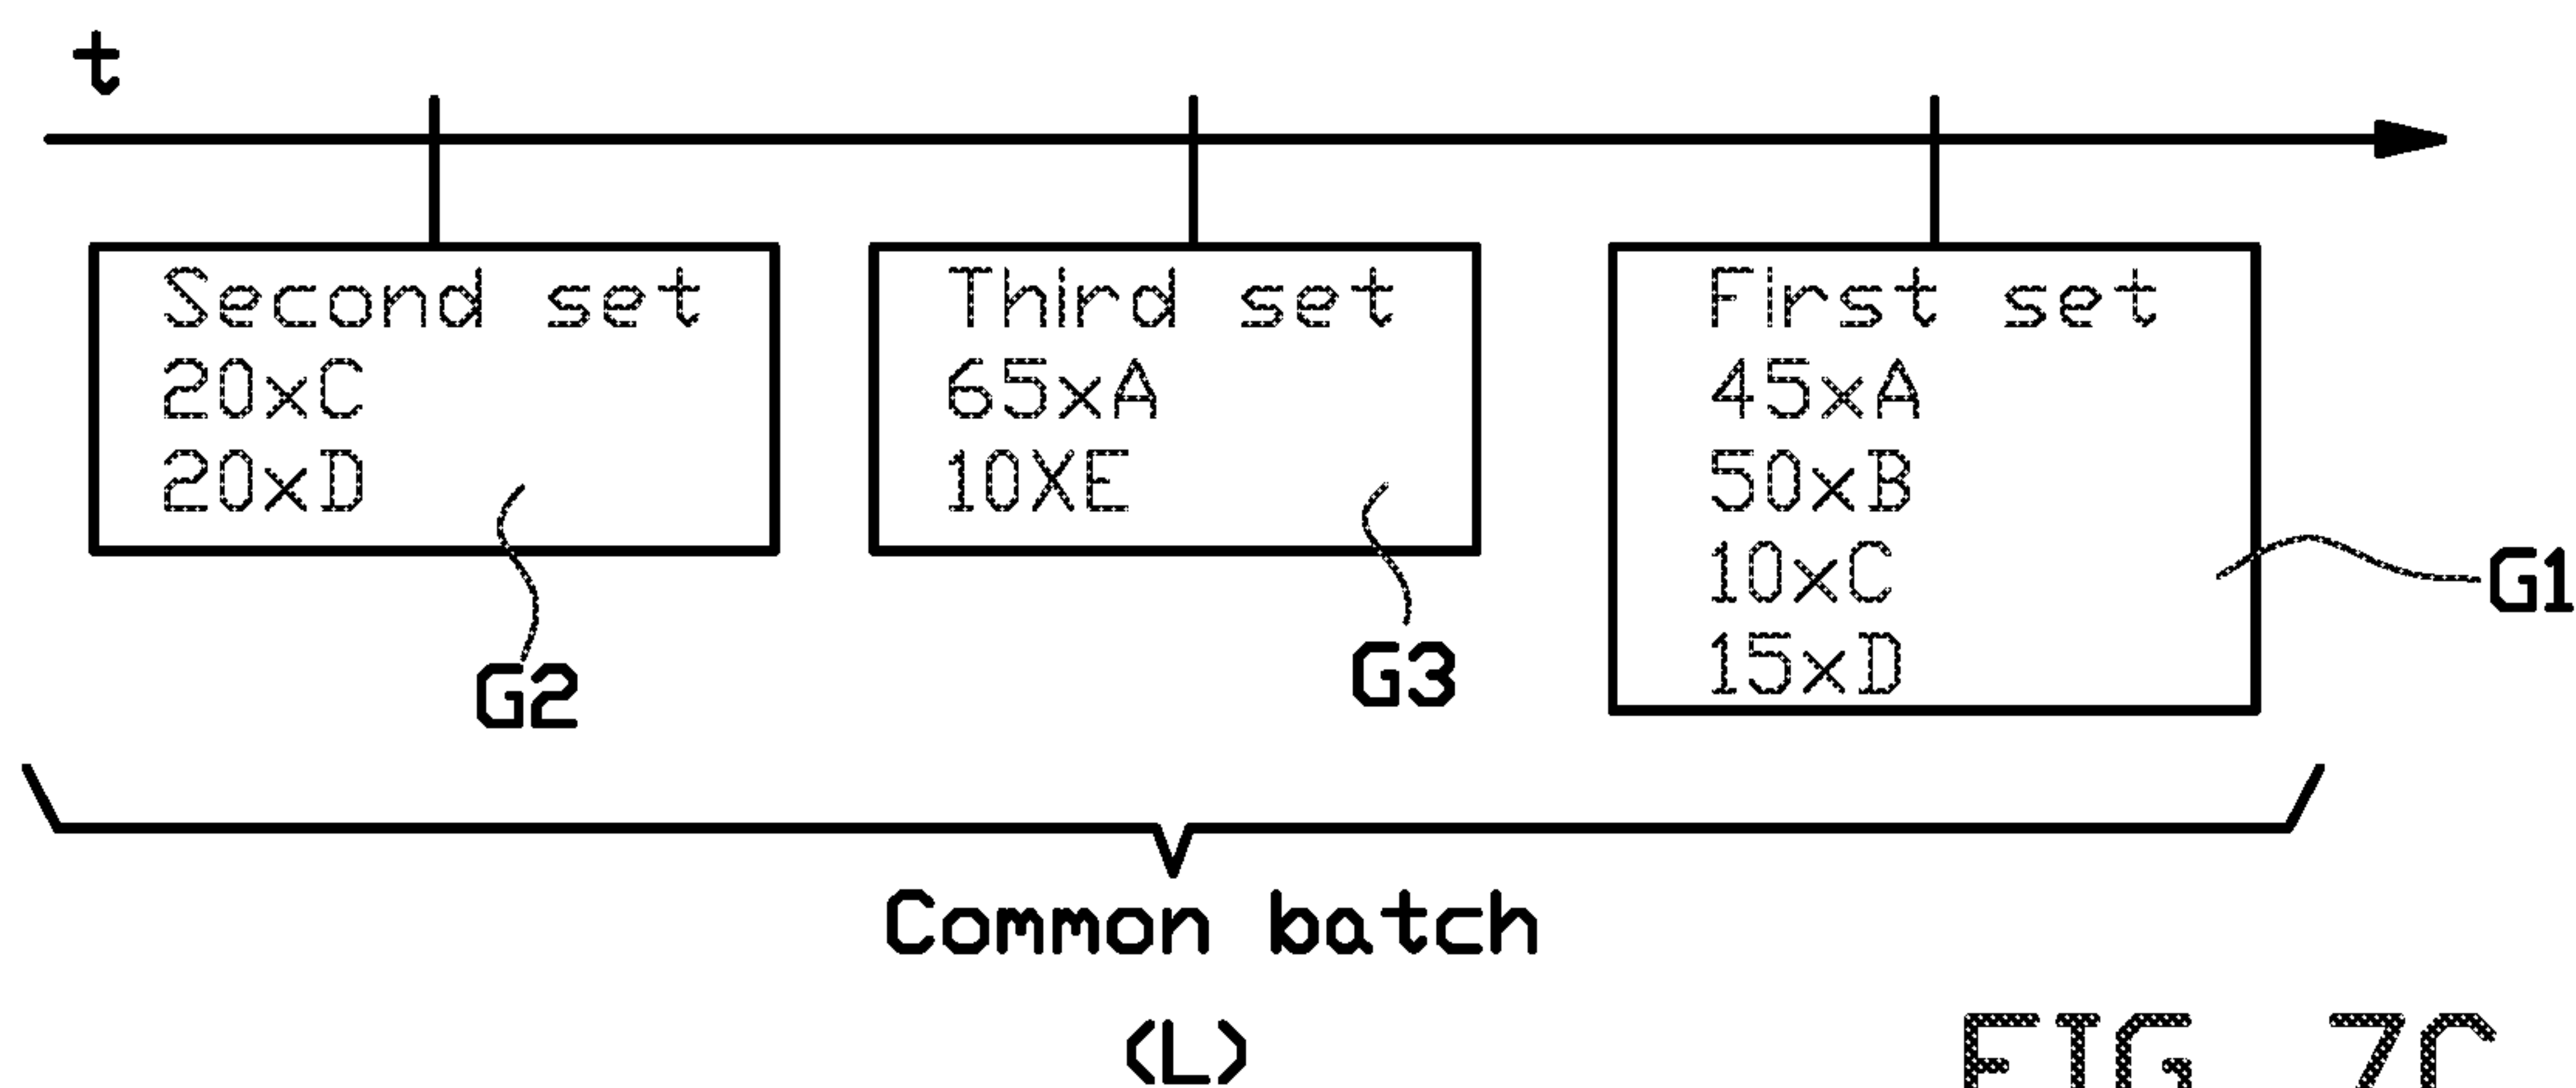 t
Second set
20xC
20xD
G2
Third set
65xA
10XE
G3
First set
45xA
50xB
10xC
15xD
G1
Common batch
(L)
FIG 7C